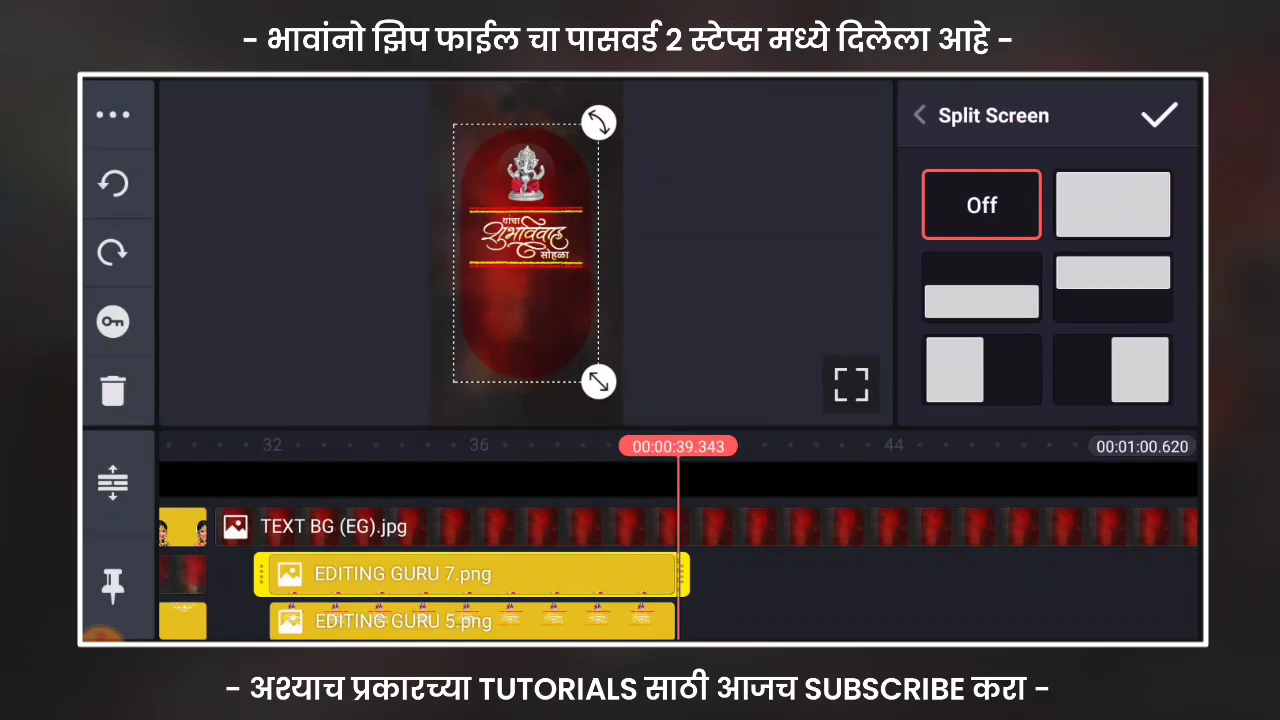 - भावांनो झिप फाईल चा पासवर्ड 2 स्टेप्स मध्ये दिलेला आहे -
Split Screen
Off
यांचा
शुभविवाह
सोहळा
32
36
00:00:39.343
44
00:01:00.620
TEXT BG (EG).jpg
EDITING GURU 7.png
EDITING GURU 5.png
- अश्याच प्रकारच्या TUTORIALS साठी आजच SUBSCRIBE करा -